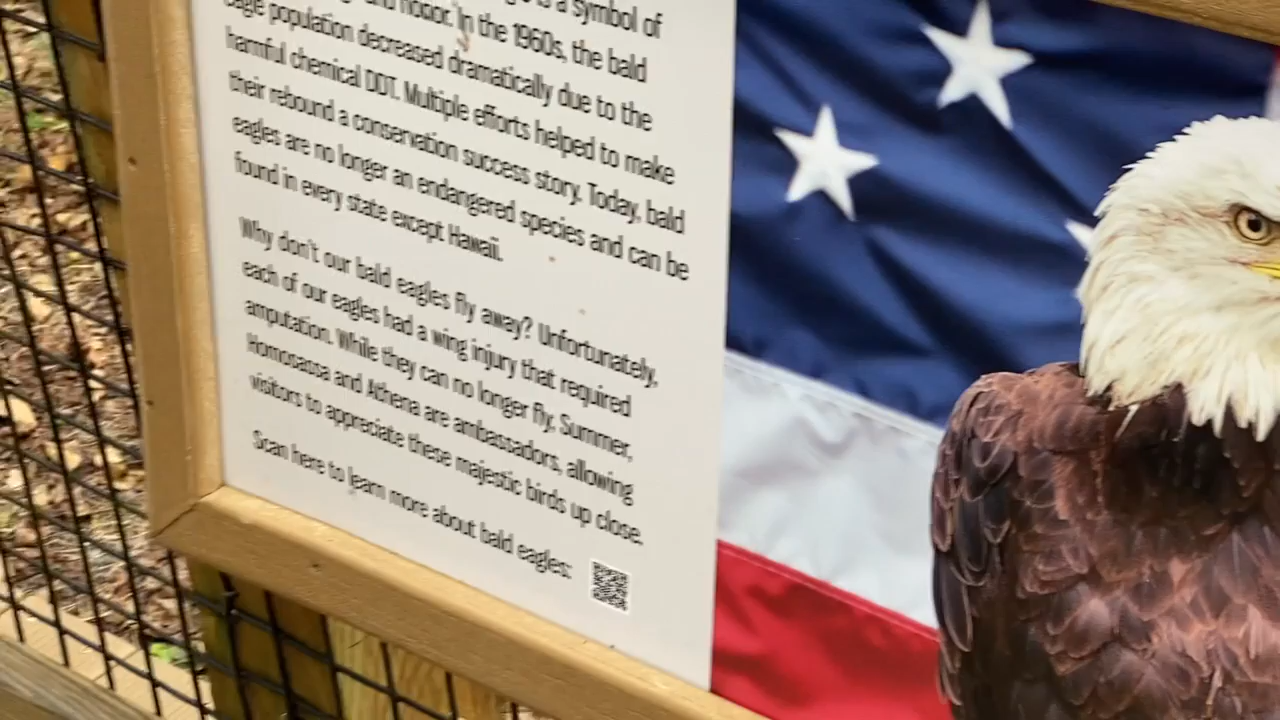 is a symbol of
and honor. In the 1960s, the bald
eagle population decreased dramatically due to the
harmful chemical DDT. Multiple efforts helped to make
their rebound a conservation success story. Today, bald
eagles are no longer an endangered species and can be
found in every state except Hawaii.
Why don't our bald eagles fly away? Unfortunately,
each of our eagles had a wing injury that required
amputation. While they can no longer fly, Summer,
Homosassa and Athena are ambassadors, allowing
visitors to appreciate these majestic birds up close.
Scan here to learn more about bald eagles: